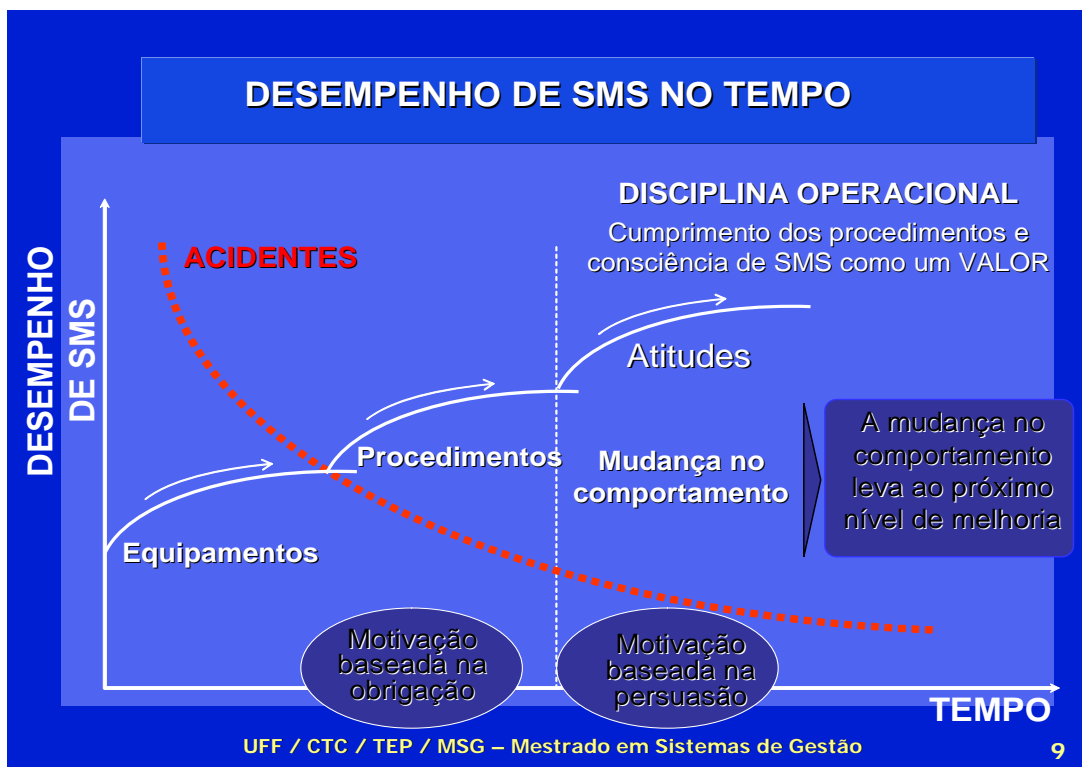 DESEMPENHO DE SMS NO TEMPO
DISCIPLINA OPERACIONAL
Cumprimento dos procedimentos e
consciência de SMS como um VALOR
ACIDENTES
DESEMPENHO
DE SMS
Atitudes
Procedimentos
Mudança no
comportamento
A mudança no
comportamento
leva ao próximo
nível de melhoria
Equipamentos
Motivação
baseada na
obrigação
Motivação
baseada na
persuasão
TEMPO
UFF / CTC / TEP / MSG – Mestrado em Sistemas de Gestão
9